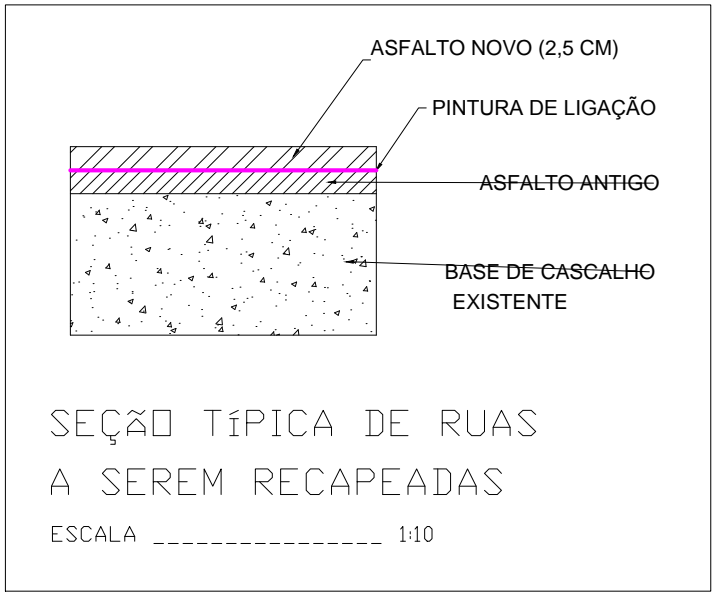 ASFALTO NOVO (2,5 CM)
PINTURA DE LIGAÇÃO
ASFALTO ANTIGO
BASE DE CASCALHO
EXISTENTE
SEÇÃO TÍPICA DE RUAS
A SEREM RECAPEADAS
ESCALA ________________ 1:10